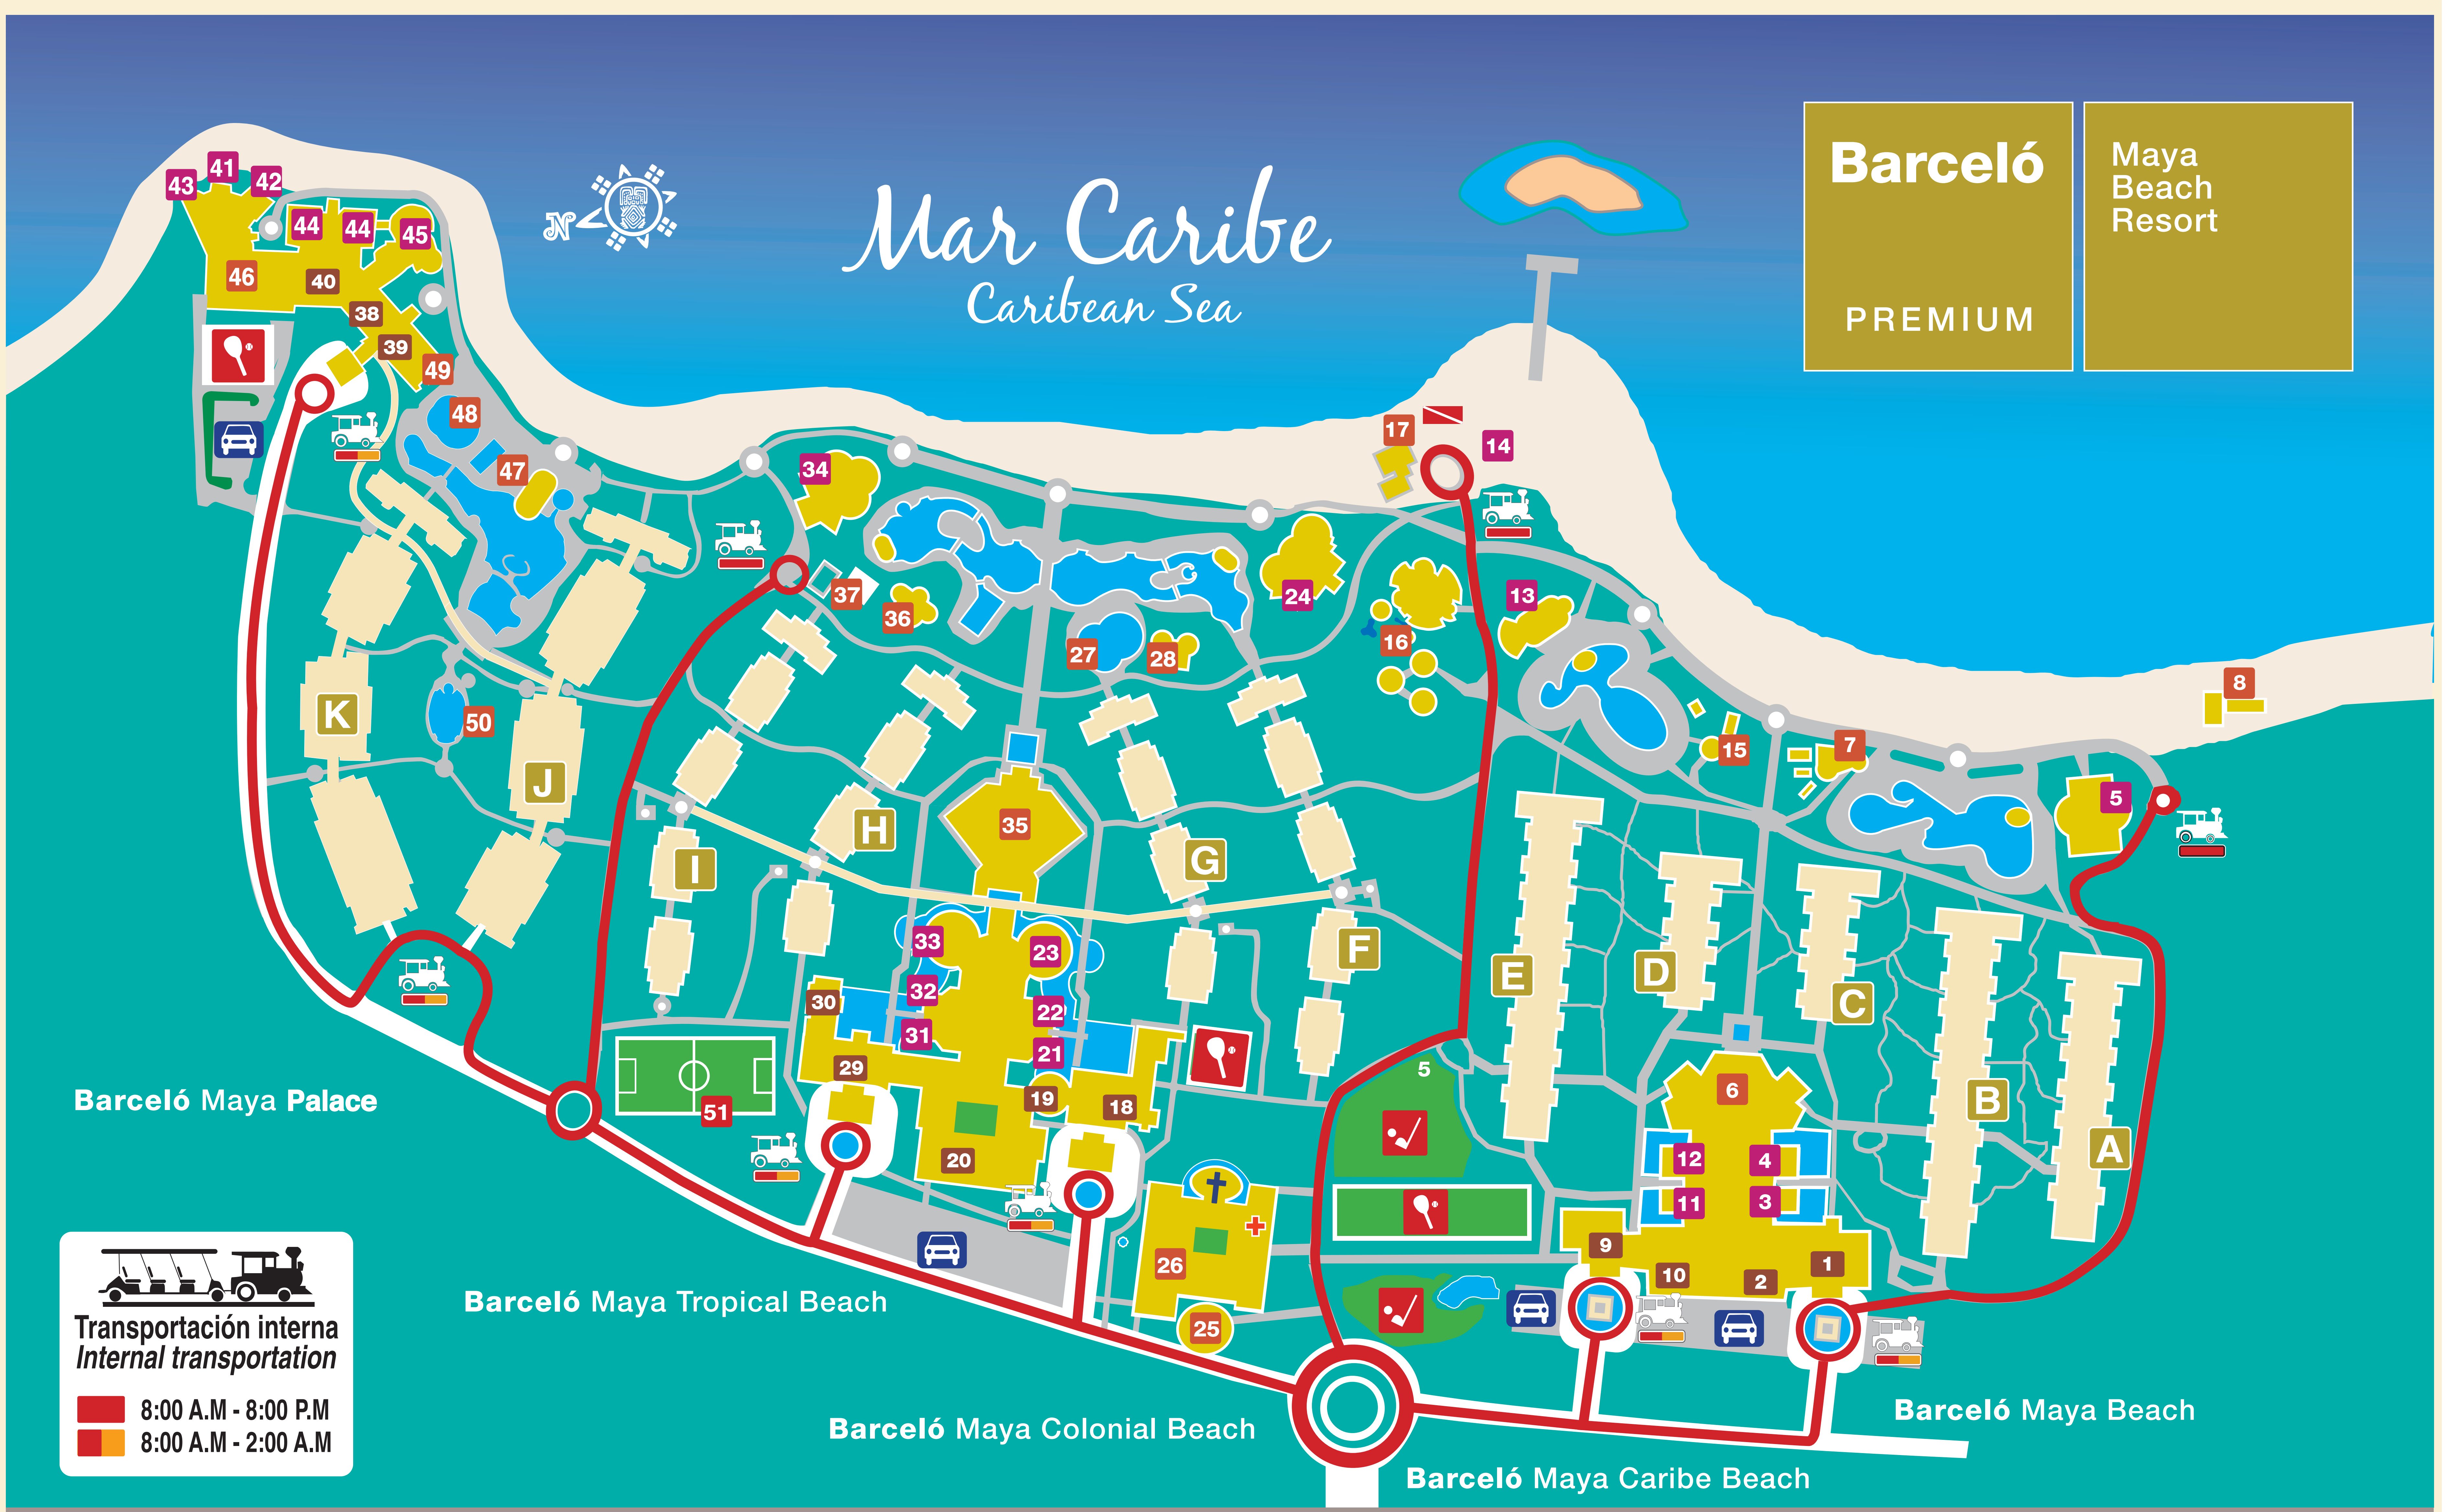 Barceló
PREMIUM
Maya
Beach
Resort
Mar Caribe
Caribean Sea
N
41
43
42
44
44
45
46
40
38
39
49
48
47
34
17
14
37
36
24
13
16
27
28
8
K
50
15
7
J
5
35
H
I
G
33
23
F
E
D
C
32
30
22
31
21
29
5
6
B
19
18
51
A
20
12
4
11
3
26
9
1
10
2
25
Barceló Maya Palace
Barceló Maya Tropical Beach
Barceló Maya Colonial Beach
Barceló Maya Beach
Barceló Maya Caribe Beach
Transportación interna
Internal transportation
8:00 A.M - 8:00 P.M
8:00 A.M - 2:00 A.M